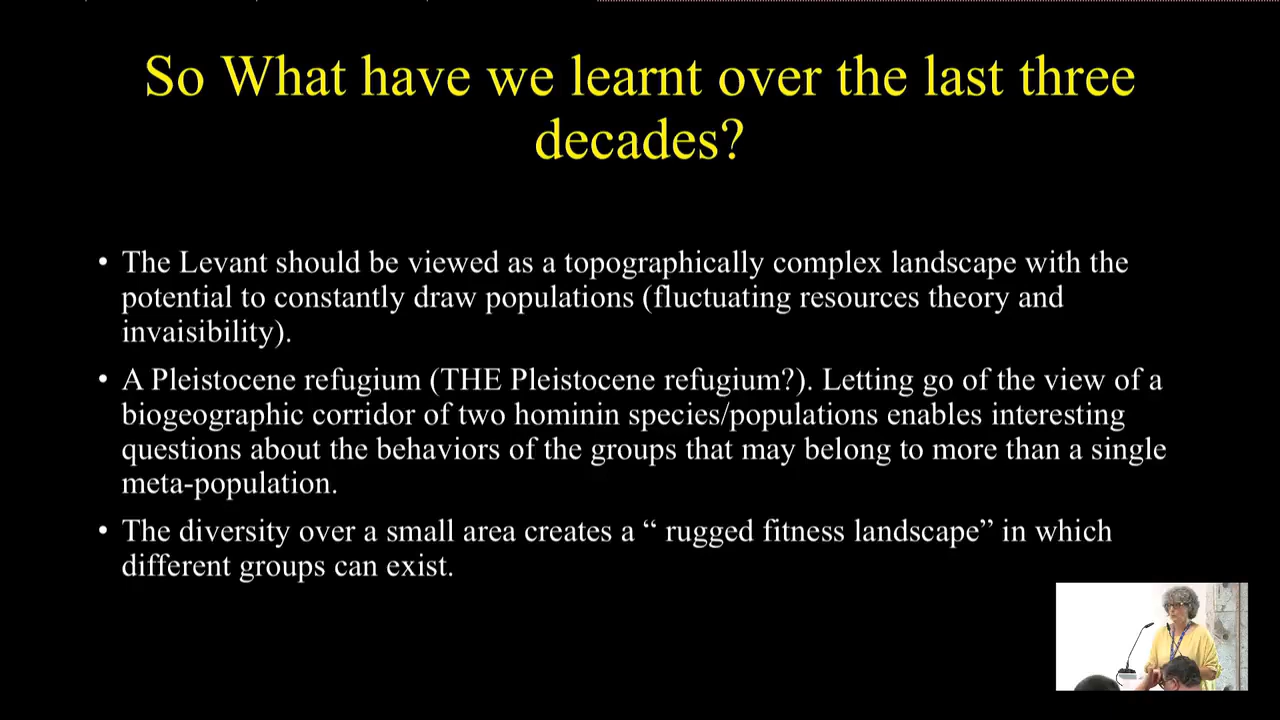 So What have we learnt over the last three
decades?
• The Levant should be viewed as a topographically complex landscape with the
potential to constantly draw populations (fluctuating resources theory and
invaisibility).
• A Pleistocene refugium (THE Pleistocene refugium?). Letting go of the view of a
biogeographic corridor of two hominin species/populations enables interesting
questions about the behaviors of the groups that may belong to more than a single
meta-population.
• The diversity over a small area creates a “ rugged fitness landscape” in which
different groups can exist.